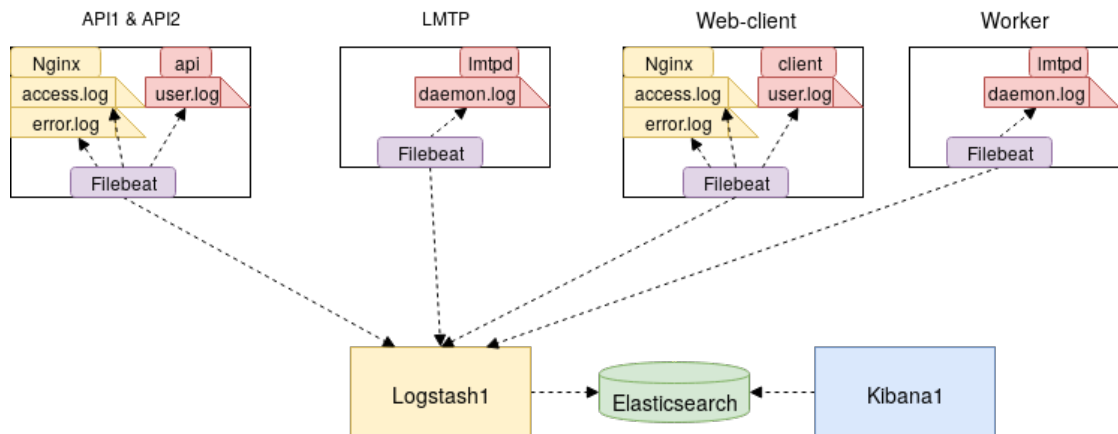 API1 & API2
LMTP
Web-client
Worker
Nginx
api
access.log
user.log
error.log
Filebeat
lmtpd
daemon.log
Filebeat
Nginx
client
access.log
user.log
error.log
Filebeat
lmtpd
daemon.log
Filebeat
Logstash1
Elasticsearch
Kibana1